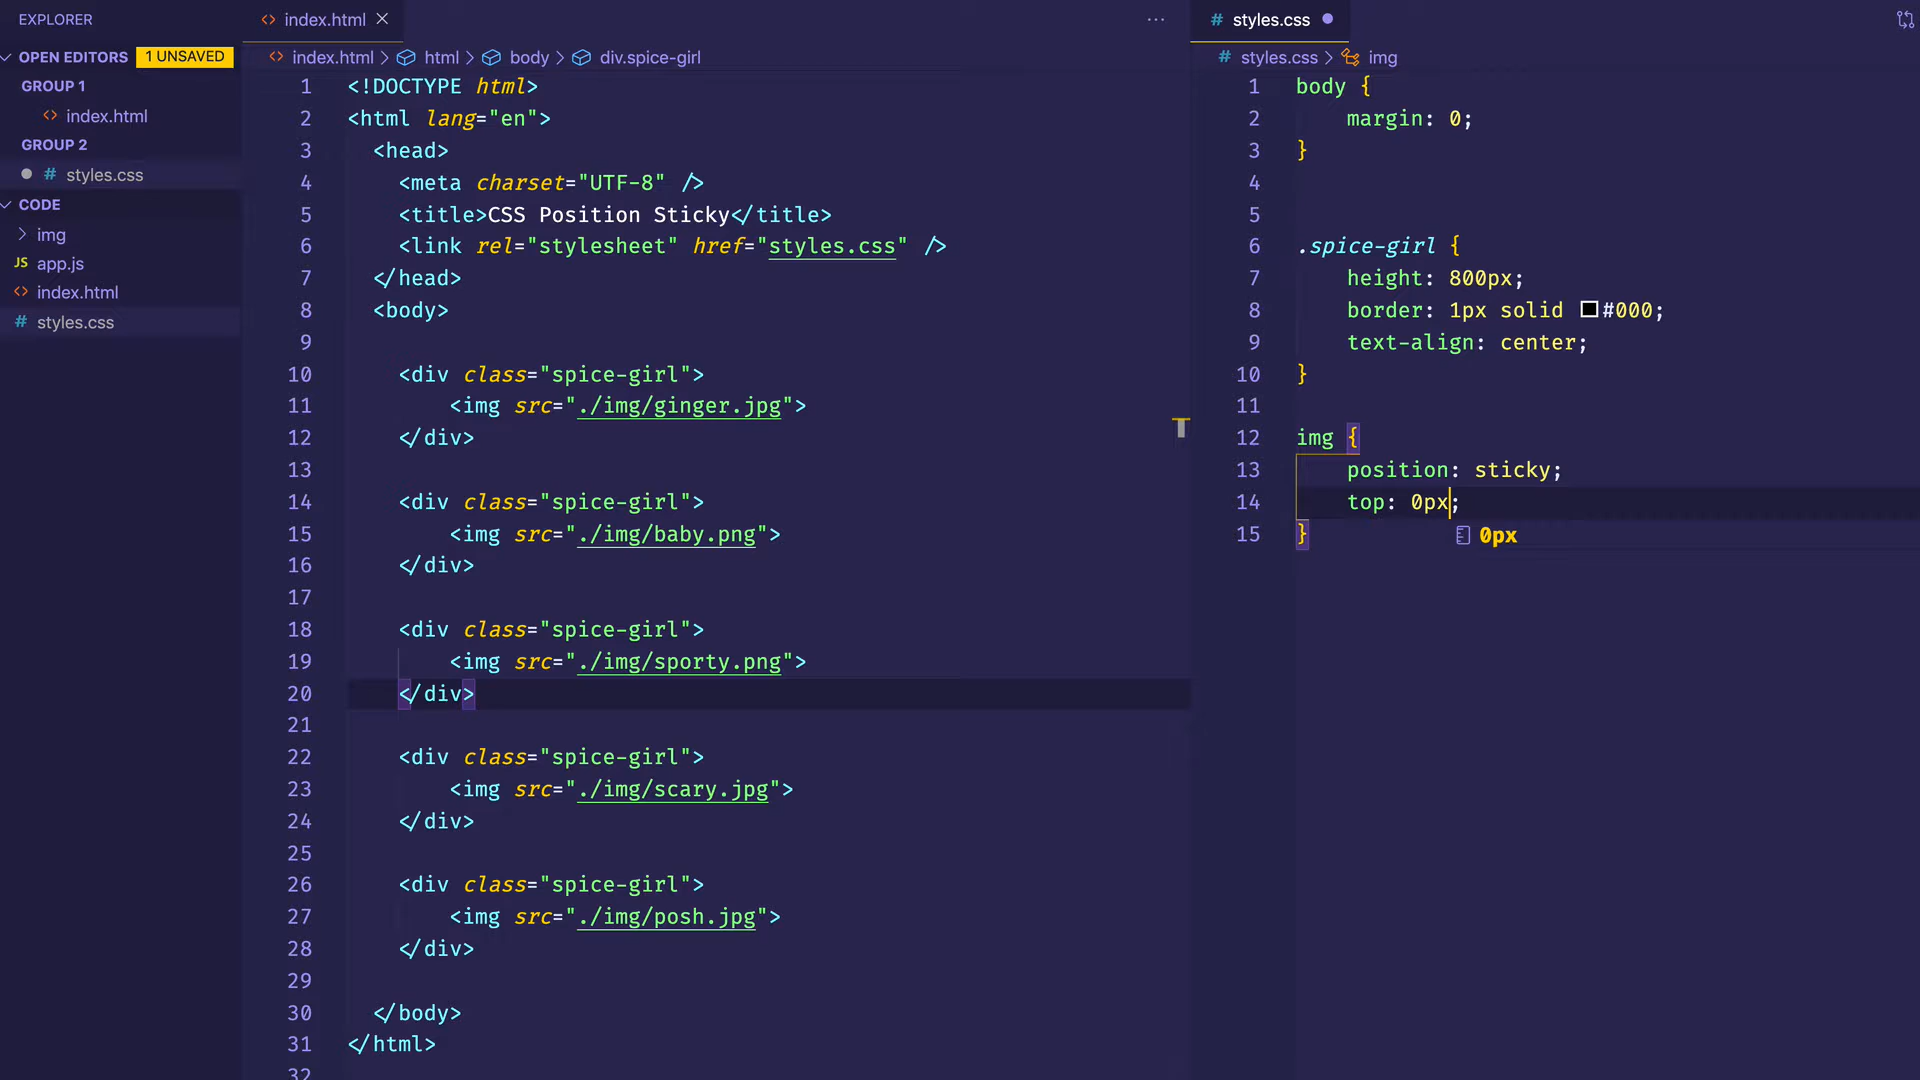 EXPLORER
OPEN EDITORS 1 UNSAVED
GROUP 1
index.html
GROUP 2
styles.css
CODE
img
JS app.js
index.html
# styles.css
index.html
index.html > html > body > div.spice-girl
1 <!DOCTYPE html>
2 <html lang="en">
3 <head>
4 <meta charset="UTF-8" />
5 <title>CSS Position Sticky</title>
6 <link rel="stylesheet" href="styles.css" />
7 </head>
8 <body>
9
10 <div class="spice-girl">
11 <img src="./img/ginger.jpg">
12 </div>
13
14 <div class="spice-girl">
15 <img src="./img/baby.png">
16 </div>
17
18 <div class="spice-girl">
19 <img src="./img/sporty.png">
20 </div>
21
22 <div class="spice-girl">
23 <img src="./img/scary.jpg">
24 </div>
25
26 <div class="spice-girl">
27 <img src="./img/posh.jpg">
28 </div>
29
30 </body>
31 </html>
32
# styles.css
# styles.css > img
1 body {
2 margin: 0;
3 }
4
5
6 .spice-girl {
7 height: 800px;
8 border: 1px solid #000;
9 text-align: center;
10 }
11
12 img {
13 position: sticky;
14 top: 0px;
15 }
0px